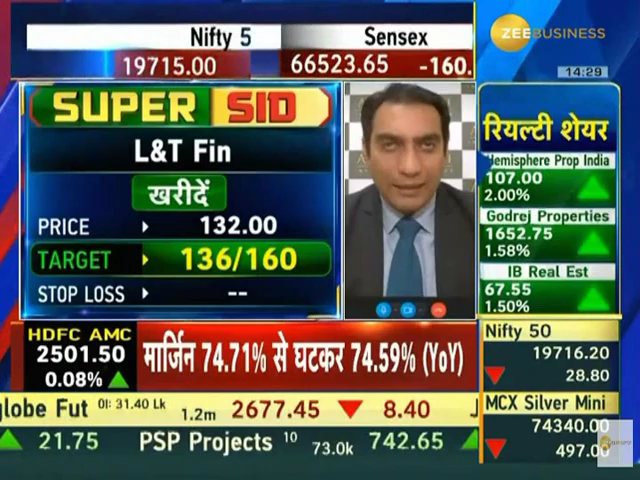 Nifty 5
Sensex
19715.00
66523.65
-160.
ZEE BUSINESS
14:29
SUPER SID
L&T Fin
खरीदें
PRICE 132.00
TARGET 136/160
STOP LOSS --
रियल्टी शेयर
Hemisphere Prop India
107.00
2.00%
Godrej Properties
1652.75
1.58%
IB Real Est
67.55
1.50%
HDFC AMC
2501.50
0.08%
मार्जिन 74.71% से घटकर 74.59% (YoY)
Nifty 50
19716.20
28.80
MCX Silver Mini
74340.00
497.00
globe Fut OI: 31.40 Lk 1.2m 2677.45 8.40
21.75 PSP Projects 10 73.0k 742.65